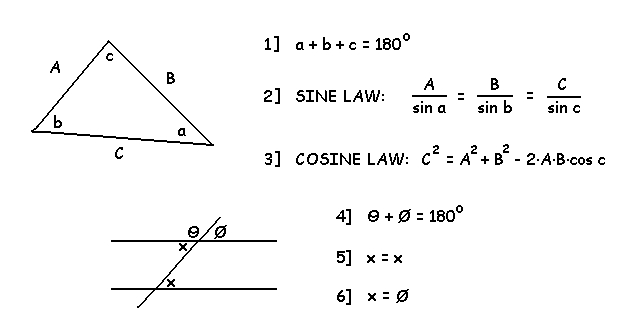 c
A
B
b
a
C
1] a + b + c = 180°
2] SINE LAW: A/sin a = B/sin b = C/sin c
3] COSINE LAW: C² = A² + B² - 2·A·B·cos c
Θ Ø
x
x
4] Θ + Ø = 180°
5] x = x
6] x = Ø